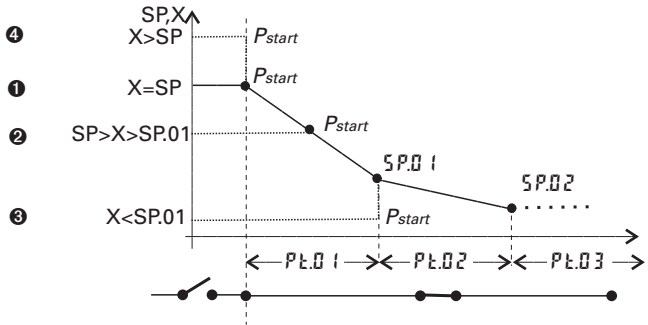 SP,X
❹ X>SP Pstart
❶ X=SP Pstart
❷ SP>X>SP.01 Pstart
SP.01
SP.02
❸ X<SP.01 Pstart
Pt.01 Pt.02 Pt.03